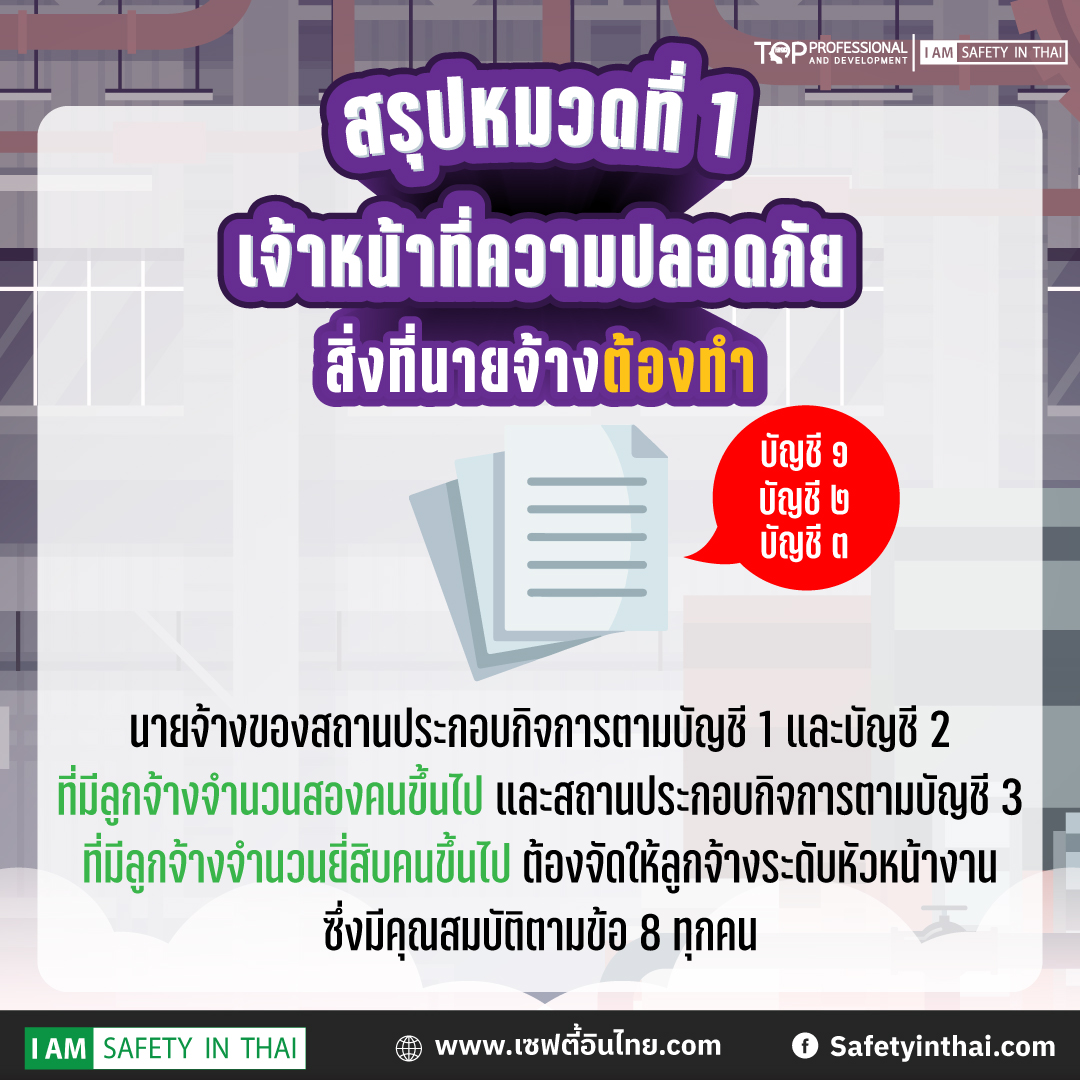 TOP PROFESSIONAL AND DEVELOPMENT | I AM SAFETY IN THAI
สรุปหมวดที่ 1
เจ้าหน้าที่ความปลอดภัย
สิ่งที่นายจ้างต้องทำ
บัญชี ๑
บัญชี ๒
บัญชี ๓
นายจ้างของสถานประกอบกิจการตามบัญชี 1 และบัญชี 2
ที่มีลูกจ้างจำนวนสองคนขึ้นไป และสถานประกอบกิจการตามบัญชี 3
ที่มีลูกจ้างจำนวนยี่สิบคนขึ้นไป ต้องจัดให้ลูกจ้างระดับหัวหน้างาน
ซึ่งมีคุณสมบัติตามข้อ 8 ทุกคน
I AM SAFETY IN THAI
www.เซฟตี้อินไทย.com
Safetyinthai.com